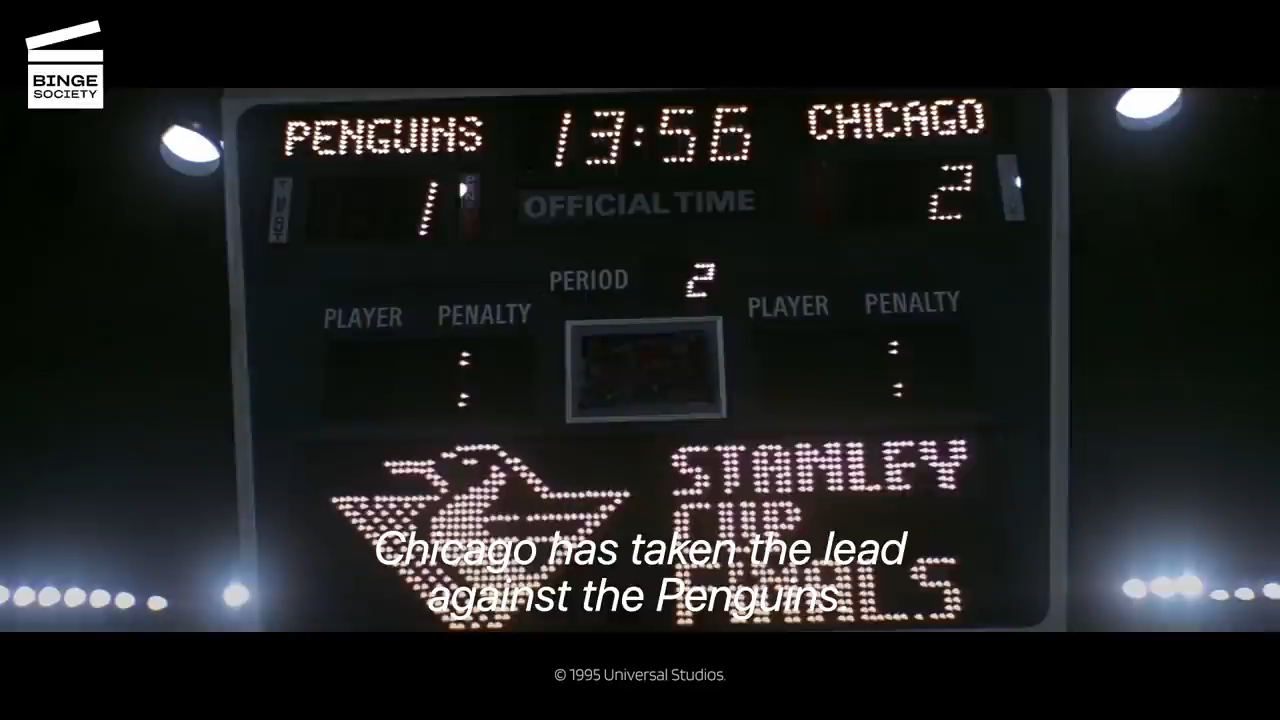 BINGE
SOCIETY
PENGUINS 13:56 CHICAGO
1 OFFICIAL TIME 2
PERIOD 2
PLAYER PENALTY PLAYER PENALTY
: :
STANLEY
CUP
FINALS
Chicago has taken the lead
against the Penguins
© 1995 Universal Studios.